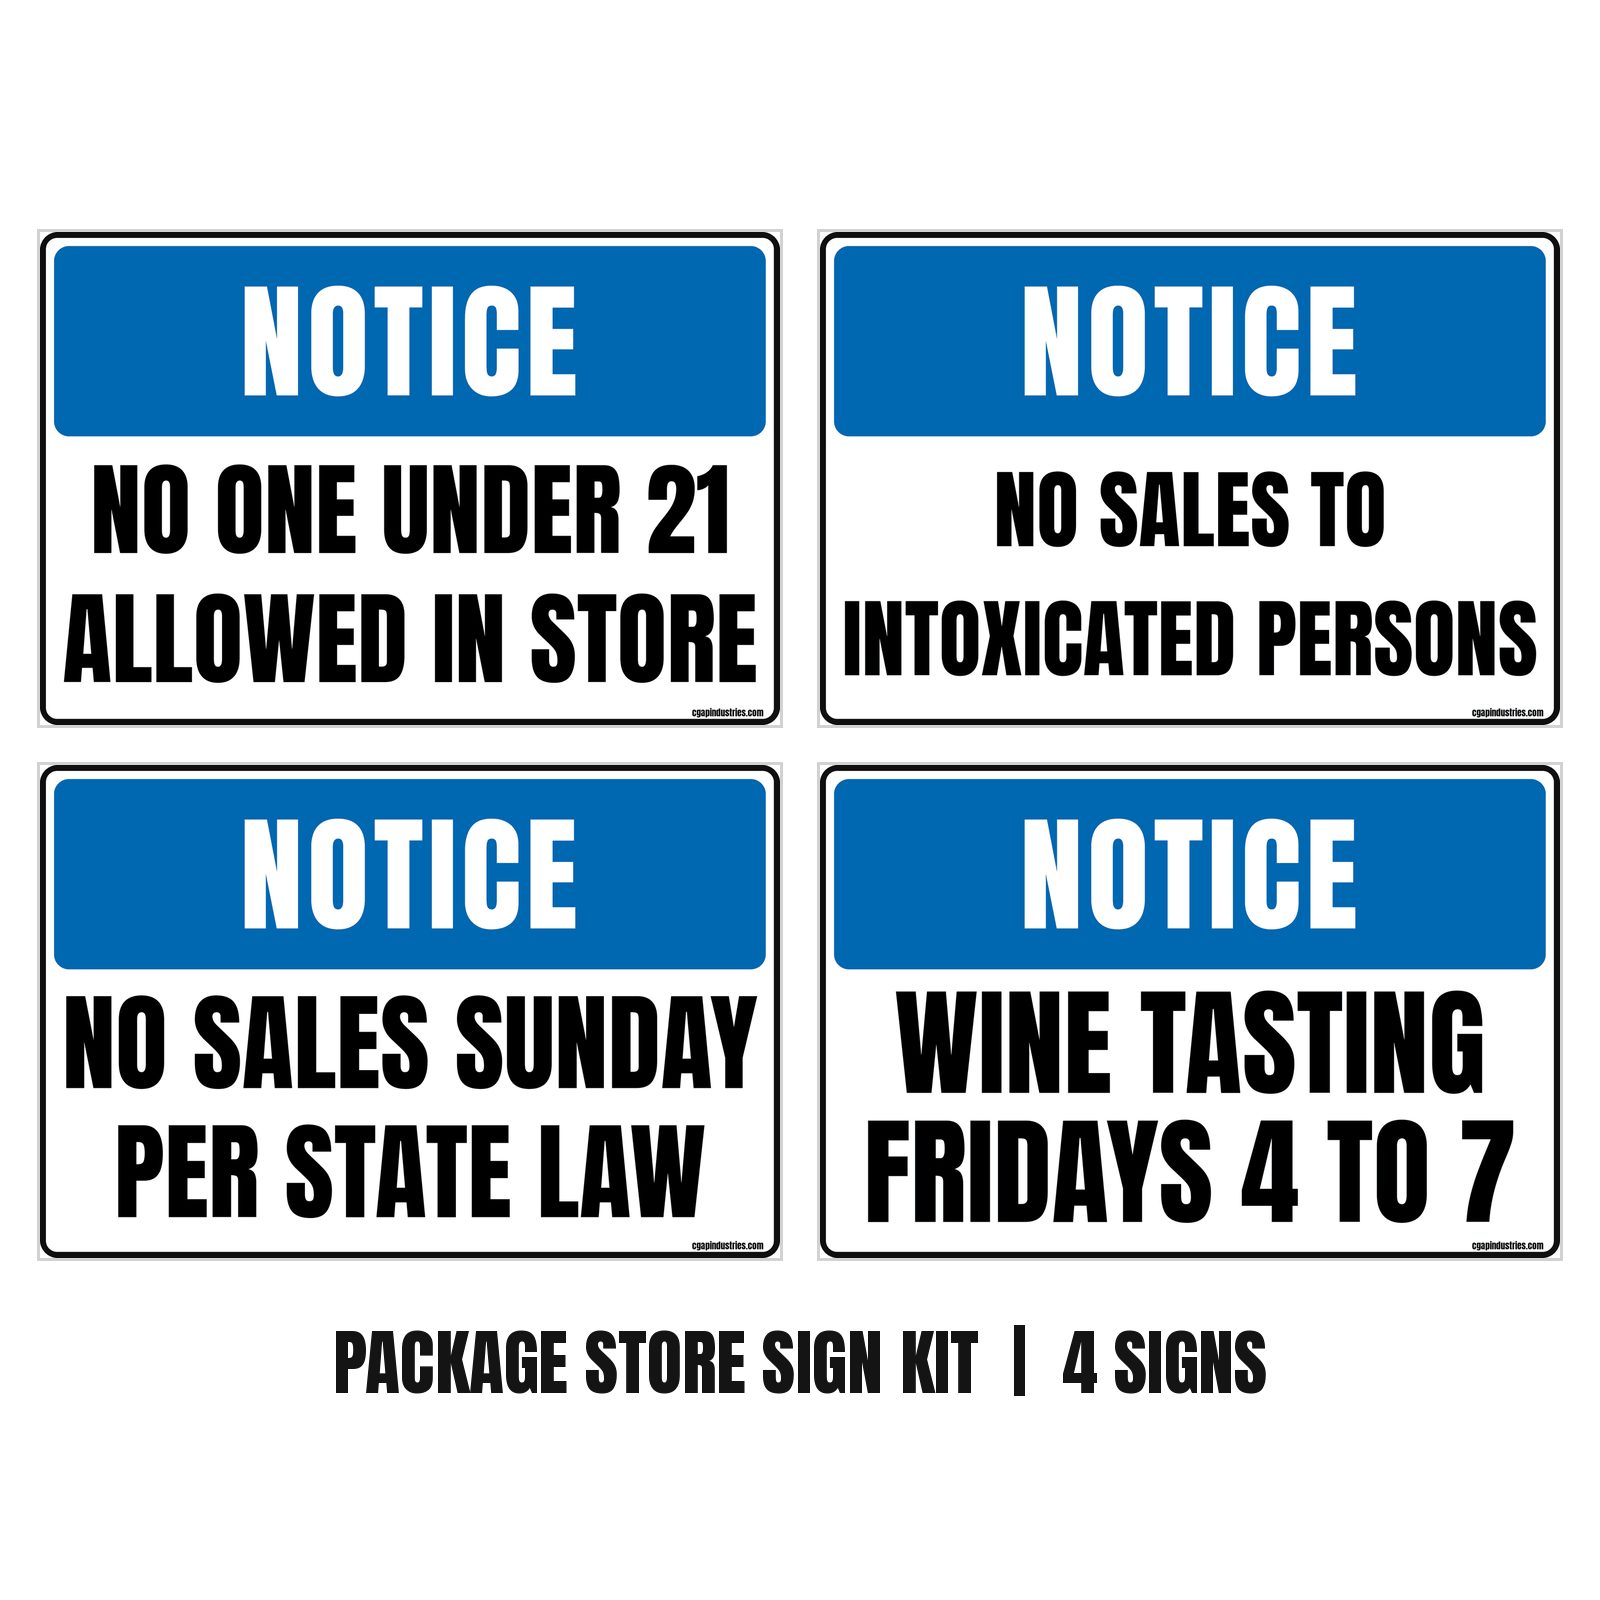 NOTICE
NO ONE UNDER 21
ALLOWED IN STORE
cgapindustries.com
NOTICE
NO SALES TO
INTOXICATED PERSONS
cgapindustries.com
NOTICE
NO SALES SUNDAY
PER STATE LAW
cgapindustries.com
NOTICE
WINE TASTING
FRIDAYS 4 TO 7
cgapindustries.com
PACKAGE STORE SIGN KIT | 4 SIGNS